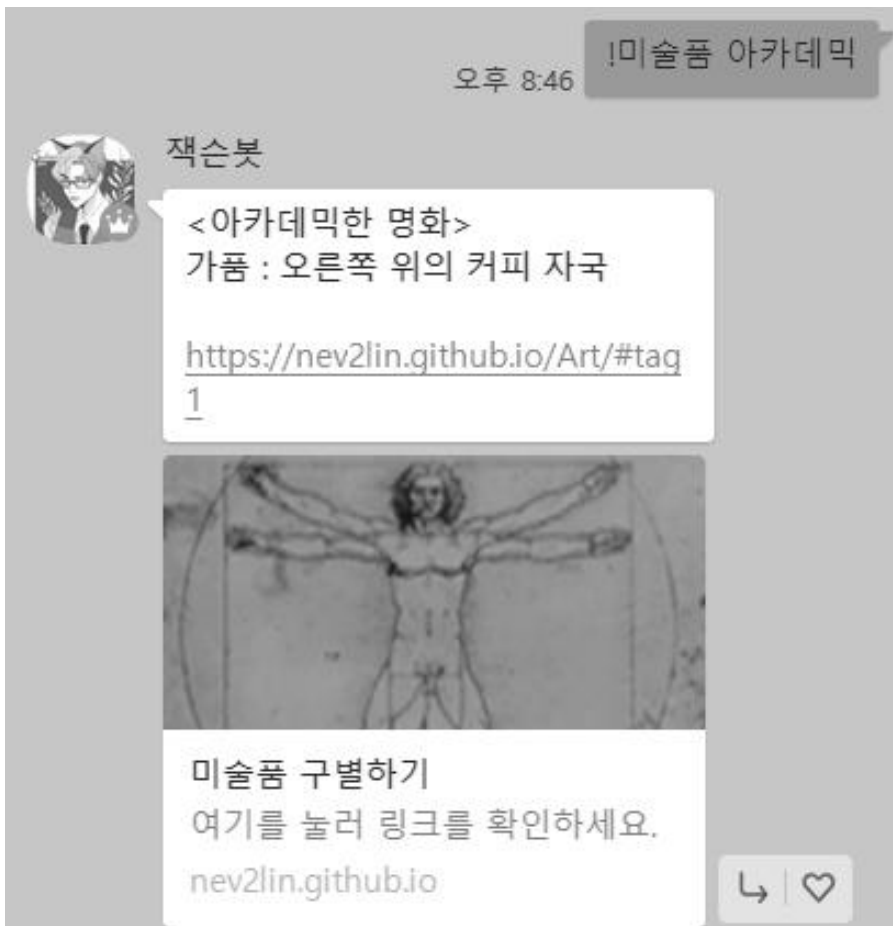 !미술품 아카데믹
오후 8:46
잭슨봇
<아카데믹한 명화>
가품 : 오른쪽 위의 커피 자국
https://nev2lin.github.io/Art/#tag
1
미술품 구별하기
여기를 눌러 링크를 확인하세요.
nev2lin.github.io